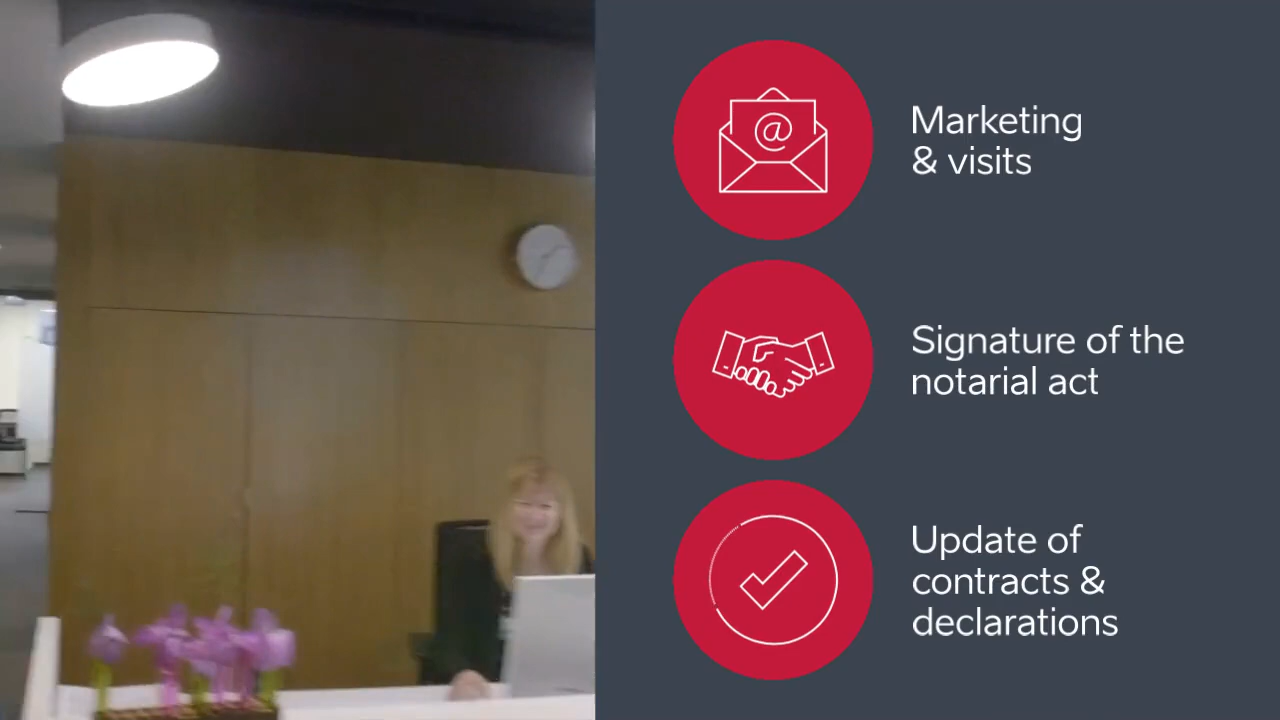 @
Marketing
& visits
Signature of the
notarial act
Update of
contracts &
declarations